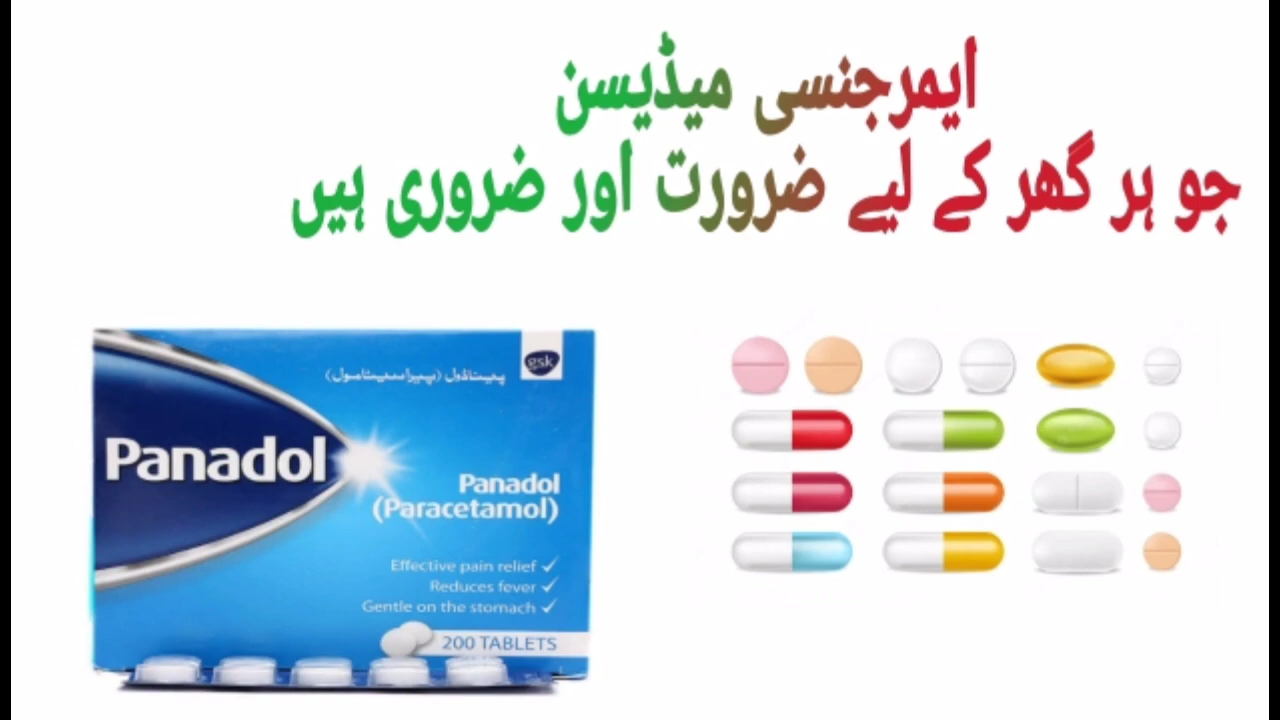 ایمرجنسی میڈیسن
جو ہر گھر کے لیے ضرورت اور ضروری ہیں
gsk
پیناڈول (پیراسیٹامول)
Panadol
Panadol
(Paracetamol)
Effective pain relief ✓
Reduces fever ✓
Gentle on the stomach ✓
200 TABLETS